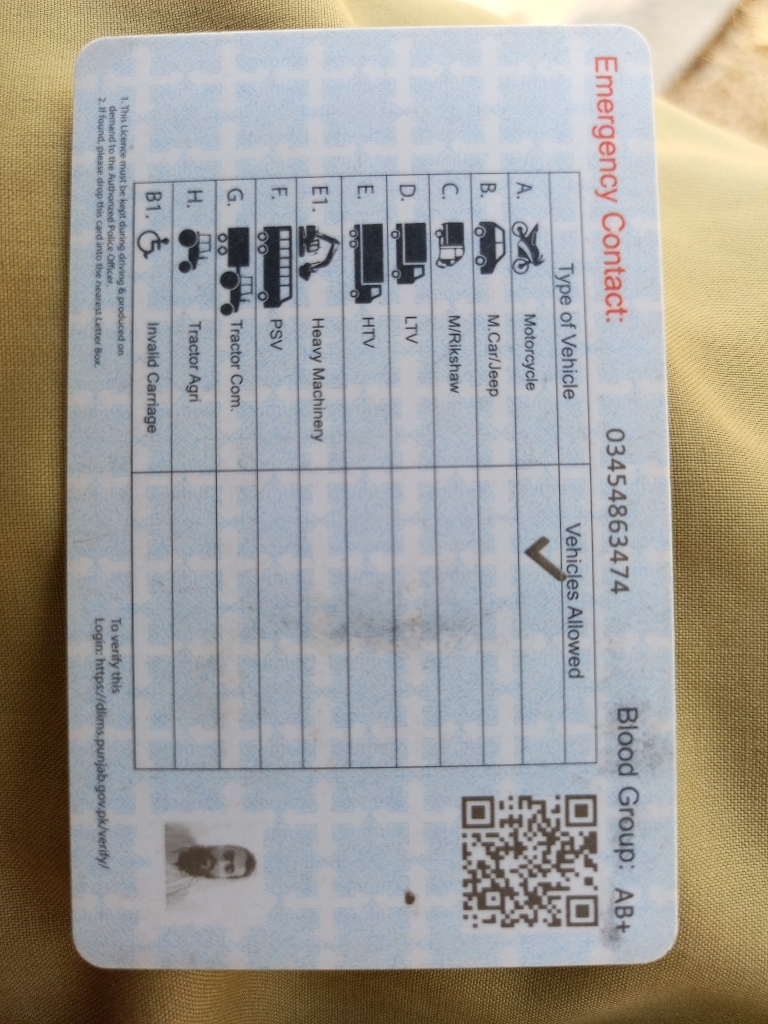 Emergency Contact: 03454863474 Blood Group: AB+
Type of Vehicle Vehicles Allowed
A. Motorcycle ✓
B. M.Car/Jeep
C. M/Rikshaw
D. LTV
E. HTV
E1. Heavy Machinery
F. PSV
G. Tractor Com.
H. Tractor Agri
B1. Invalid Carriage
1. This Licence must be kept during driving & produced on
demand to the Authorized Police Officer.
2. If found, please drop this card into the nearest Letter Box.
To verify this
Login: https://dlims.punjab.gov.pk/verify/